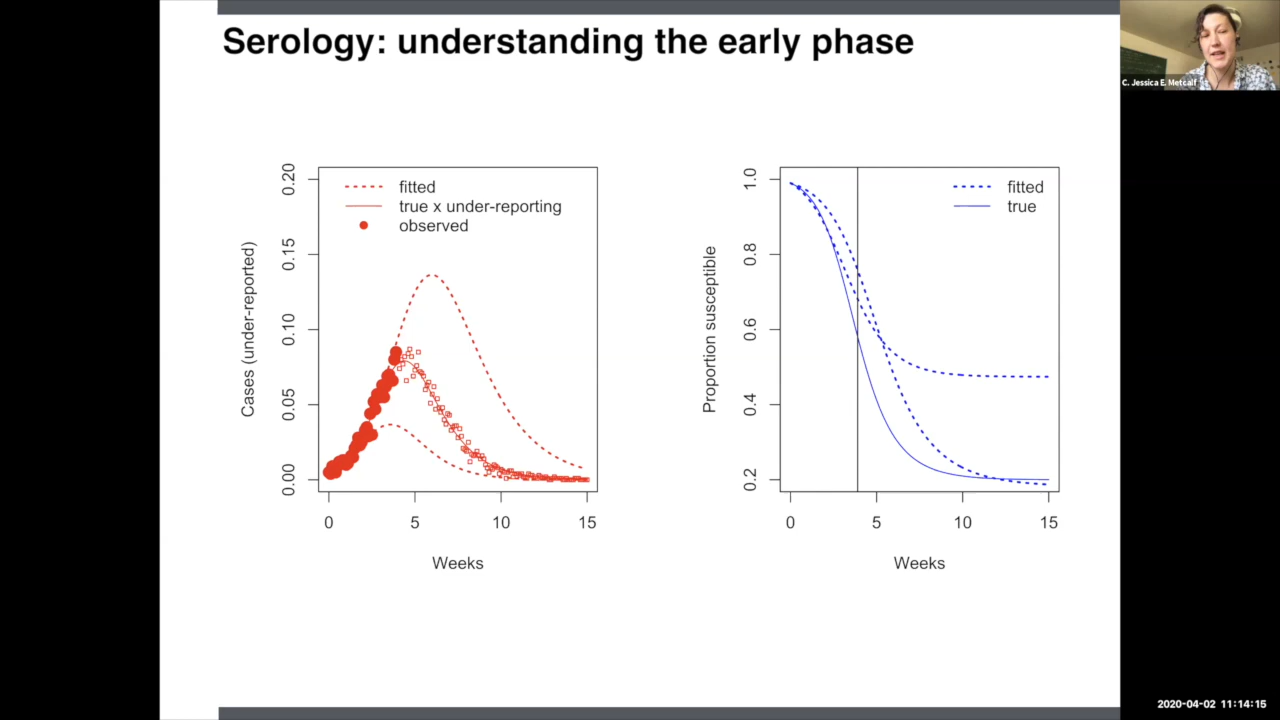 Serology: understanding the early phase
C. Jessica E. Metcalf
Cases (under-reported)
0.00 0.05 0.10 0.15 0.20
fitted
true x under-reporting
observed
0 5 10 15
Weeks
Proportion susceptible
0.2 0.4 0.6 0.8 1.0
fitted
true
0 5 10 15
Weeks
2020-04-02 11:14:15